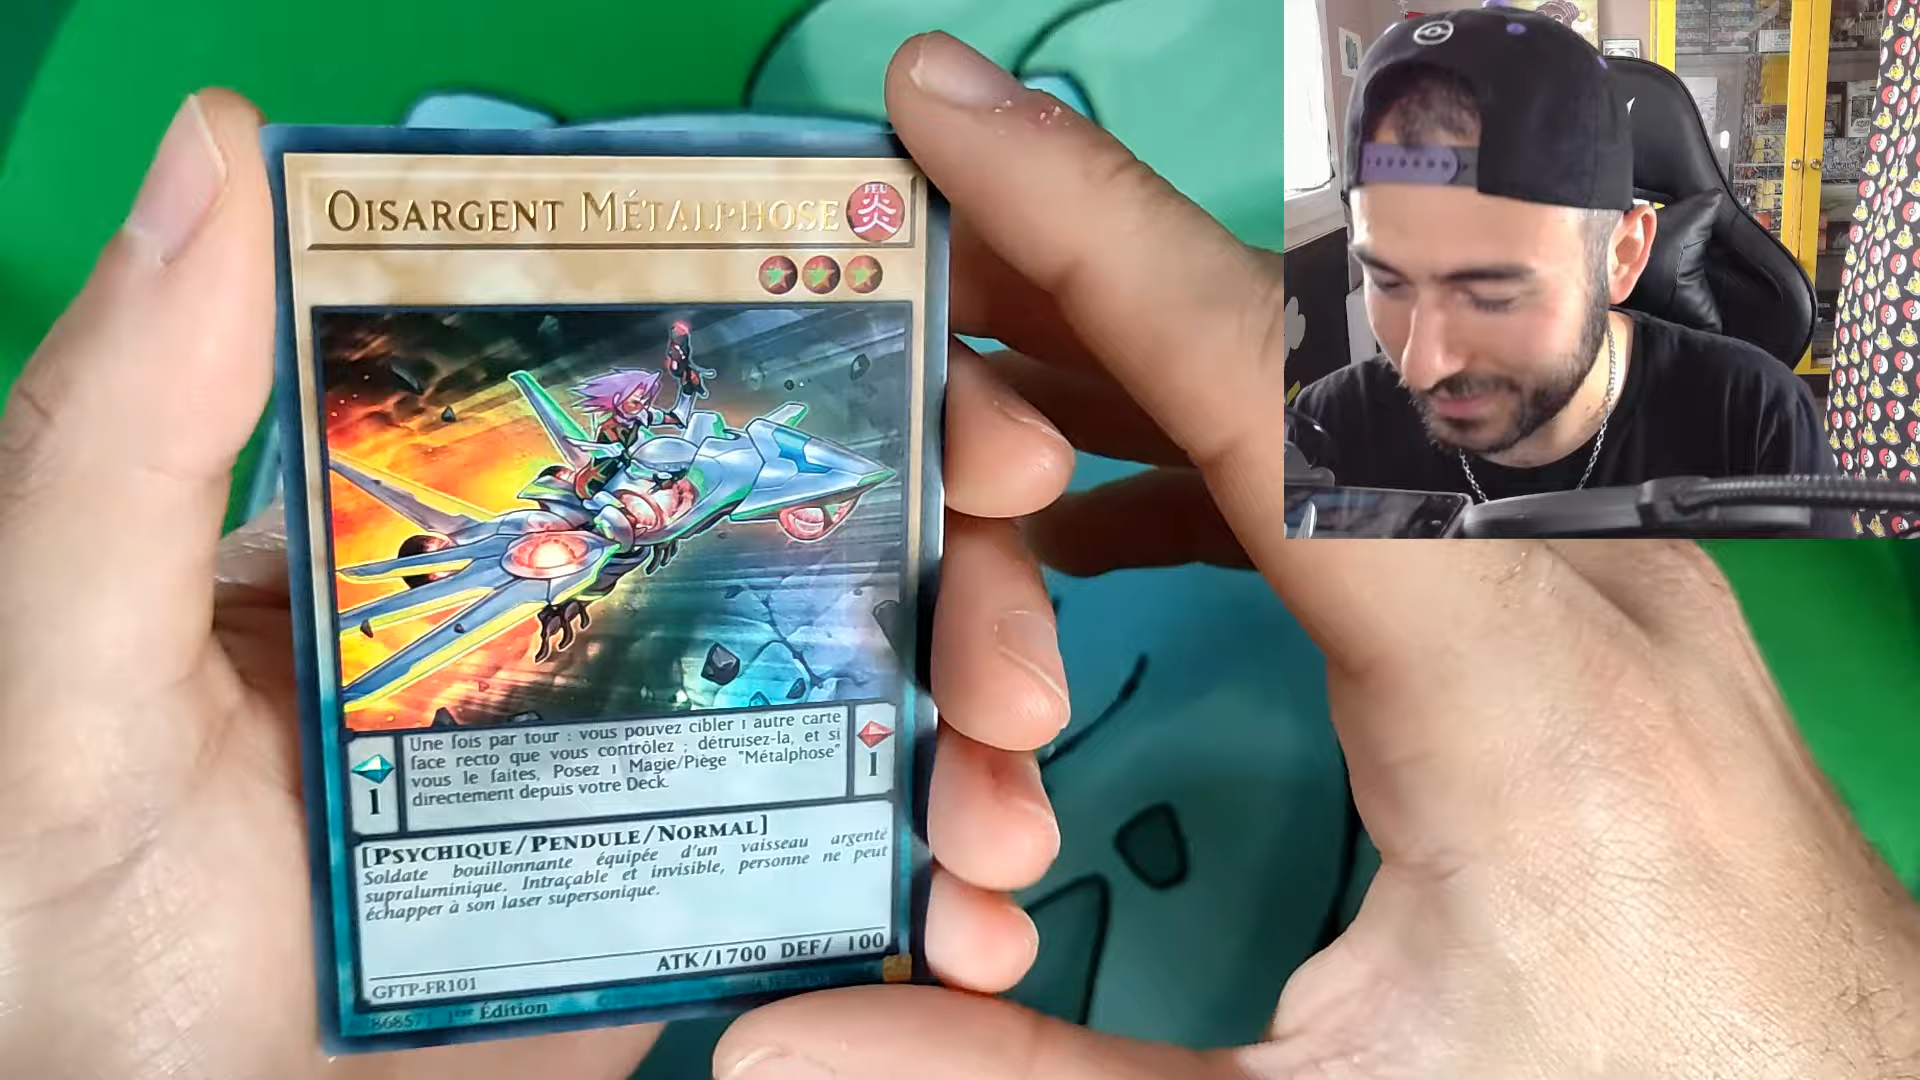 OISARGENT MÉTALPHOSE
FEU
炎
Une fois par tour : vous pouvez cibler 1 autre carte
face recto que vous contrôlez ; détruisez-la, et si
vous le faites, Posez 1 Magie/Piège "Métalphose"
directement depuis votre Deck.
1
1
[PSYCHIQUE/PENDULE/NORMAL]
Soldate bouillonnante équipée d'un vaisseau argenté
supraluminique. Intraçable et invisible, personne ne peut
échapper à son laser supersonique.
ATK/1700 DEF/ 100
GFTP-FR101
868571 1ère Édition